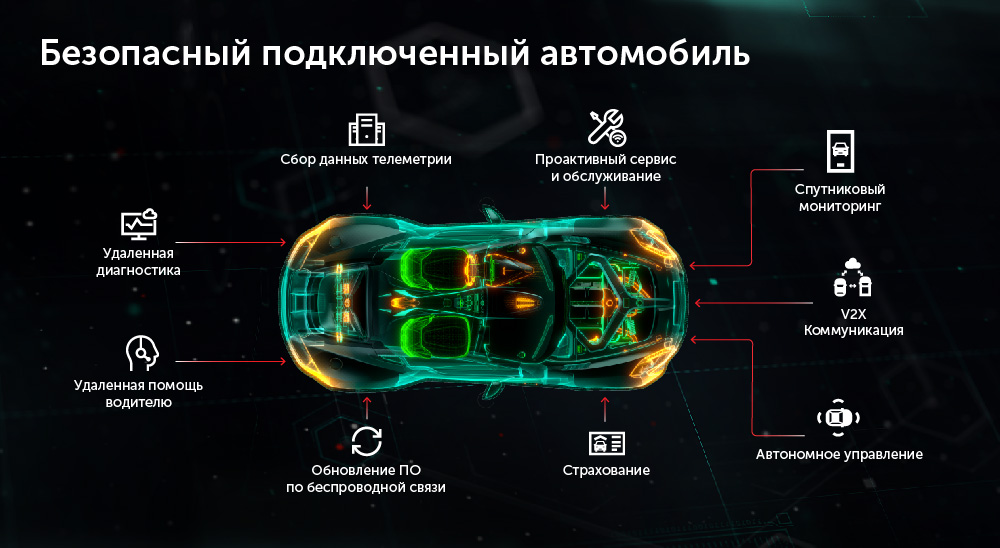 Безопасный подключенный автомобиль
Сбор данных телеметрии
Проактивный сервис
и обслуживание
Спутниковый
мониторинг
Удаленная
диагностика
V2X
Коммуникация
Удаленная помощь
водителю
Обновление ПО
по беспроводной связи
Страхование
Автономное управление